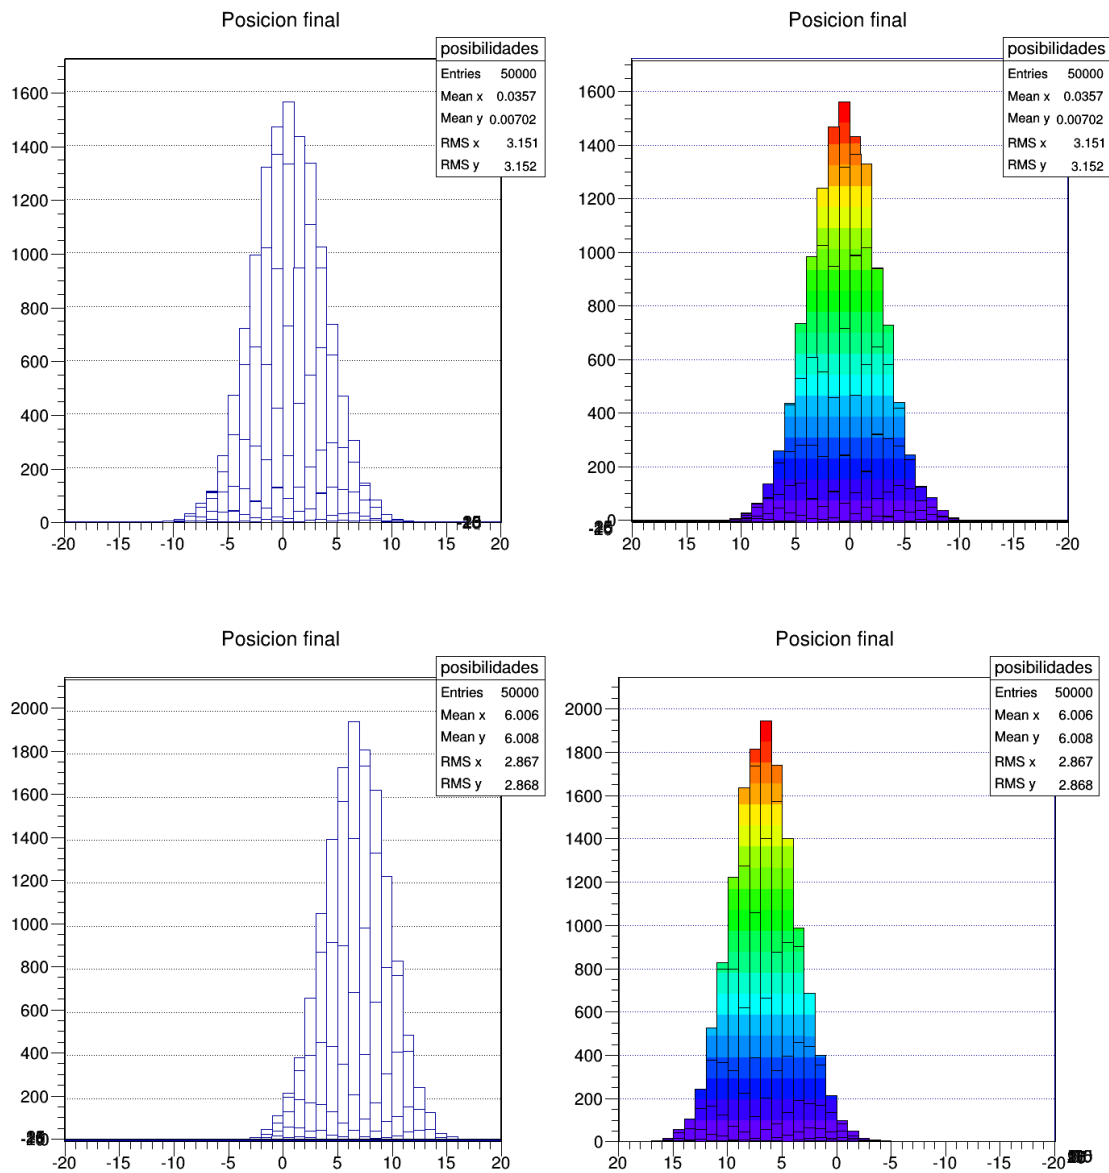 Posicion final
posibilidades
Entries 50000
Mean x 0.0357
Mean y 0.00702
RMS x 3.151
RMS y 3.152
1600
1400
1200
1000
800
600
400
200
0
-20 -15 -10 -5 0 5 10 15 20
Posicion final
posibilidades
Entries 50000
Mean x 0.0357
Mean y 0.00702
RMS x 3.151
RMS y 3.152
1600
1400
1200
1000
800
600
400
200
0
20 15 10 5 0 -5 -10 -15 -20
Posicion final
posibilidades
Entries 50000
Mean x 6.006
Mean y 6.008
RMS x 2.867
RMS y 2.868
2000
1800
1600
1400
1200
1000
800
600
400
200
-20 -15 -10 -5 0 5 10 15 20
Posicion final
posibilidades
Entries 50000
Mean x 6.006
Mean y 6.008
RMS x 2.867
RMS y 2.868
2000
1800
1600
1400
1200
1000
800
600
400
200
0
20 15 10 5 0 -5 -10 -15 -20